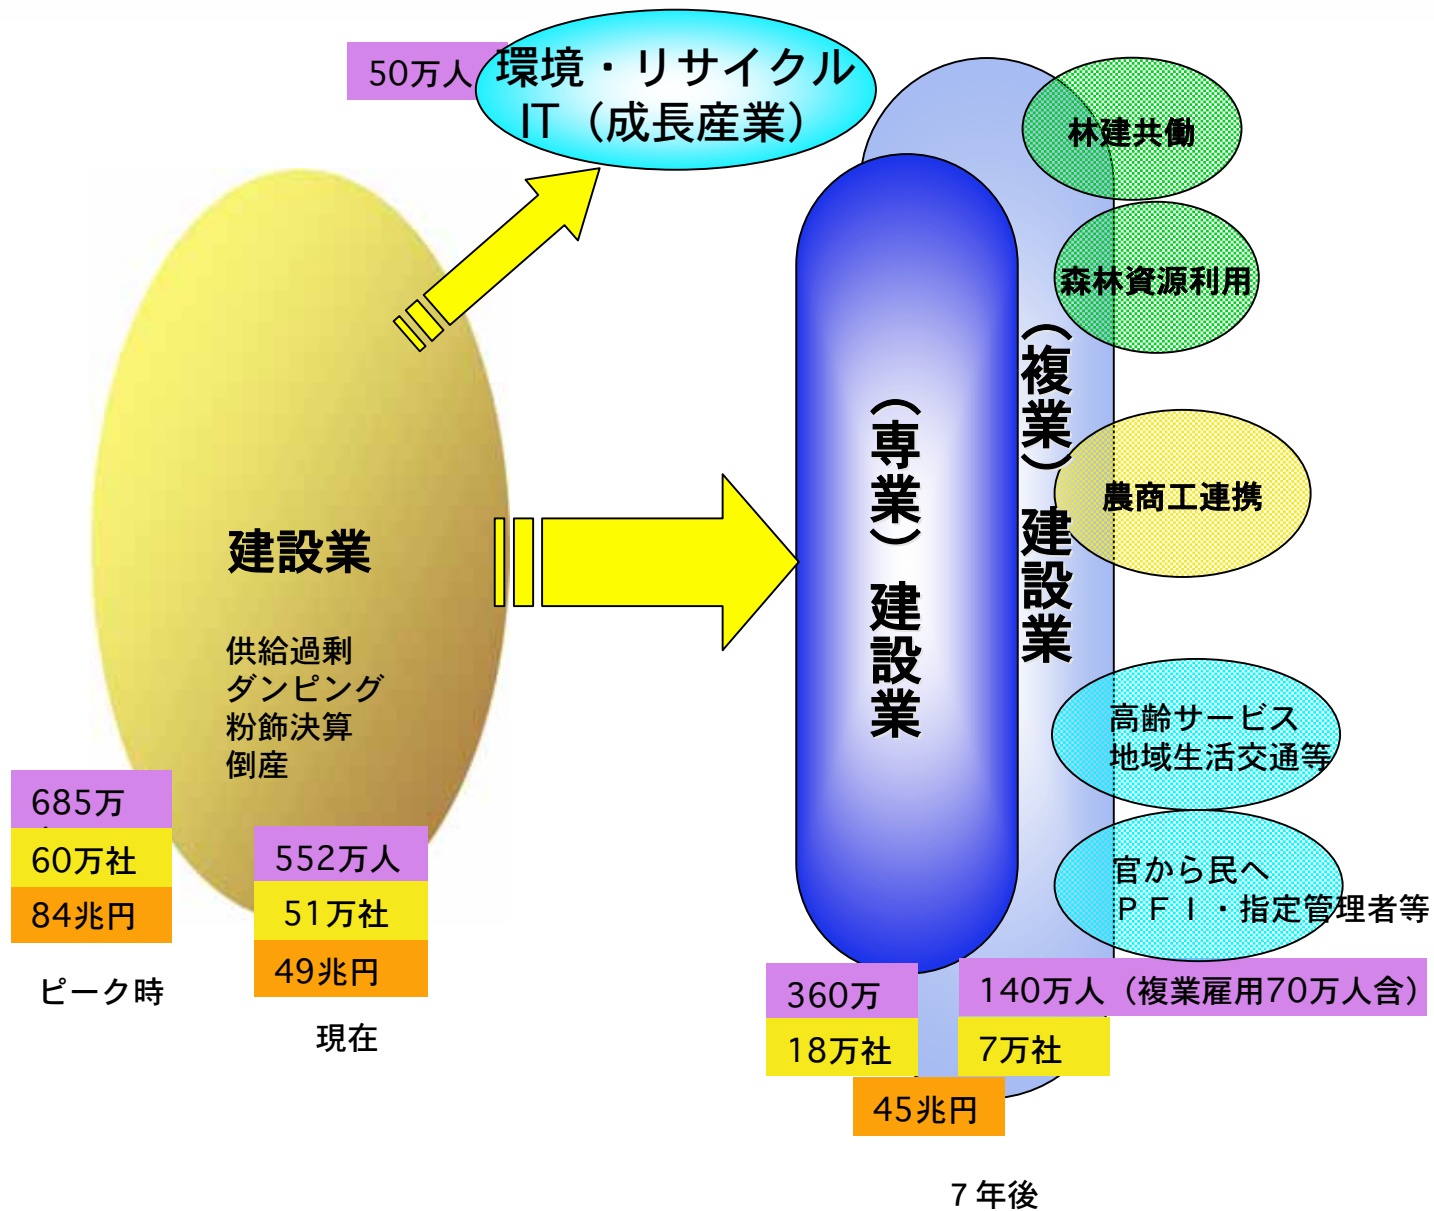 50万人
環境・リサイクル
IT（成長産業）
林建共働
森林資源利用
農商工連携
高齢サービス
地域生活交通等
官から民へ
ＰＦＩ・指定管理者等
建設業
供給過剰
ダンピング
粉飾決算
倒産
（専業）建設業
（複業）建設業
685万
60万社
84兆円
ピーク時
552万人
51万社
49兆円
現在
360万
18万社
140万人（複業雇用70万人含）
7万社
45兆円
７年後